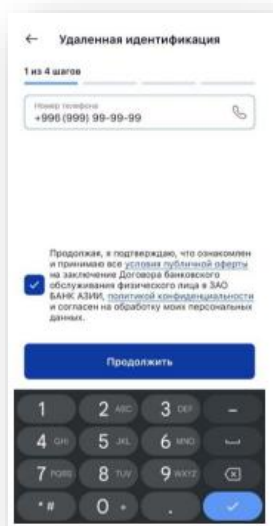 ← Удаленная идентификация
1 из 4 шагов
Номер телефона
+996 (999) 99-99-99
Продолжая, я подтверждаю, что ознакомлен
и принимаю все условия публичной оферты
на заключение Договора банковского
обслуживания физического лица в ЗАО
БАНК АЗИИ, политикой конфиденциальности
и согласен на обработку моих персональных
данных.
Продолжить
1 2 ABC 3 DEF –
4 GHI 5 JKL 6 MNO
7 PQRS 8 TUV 9 WXYZ
* # 0 + .